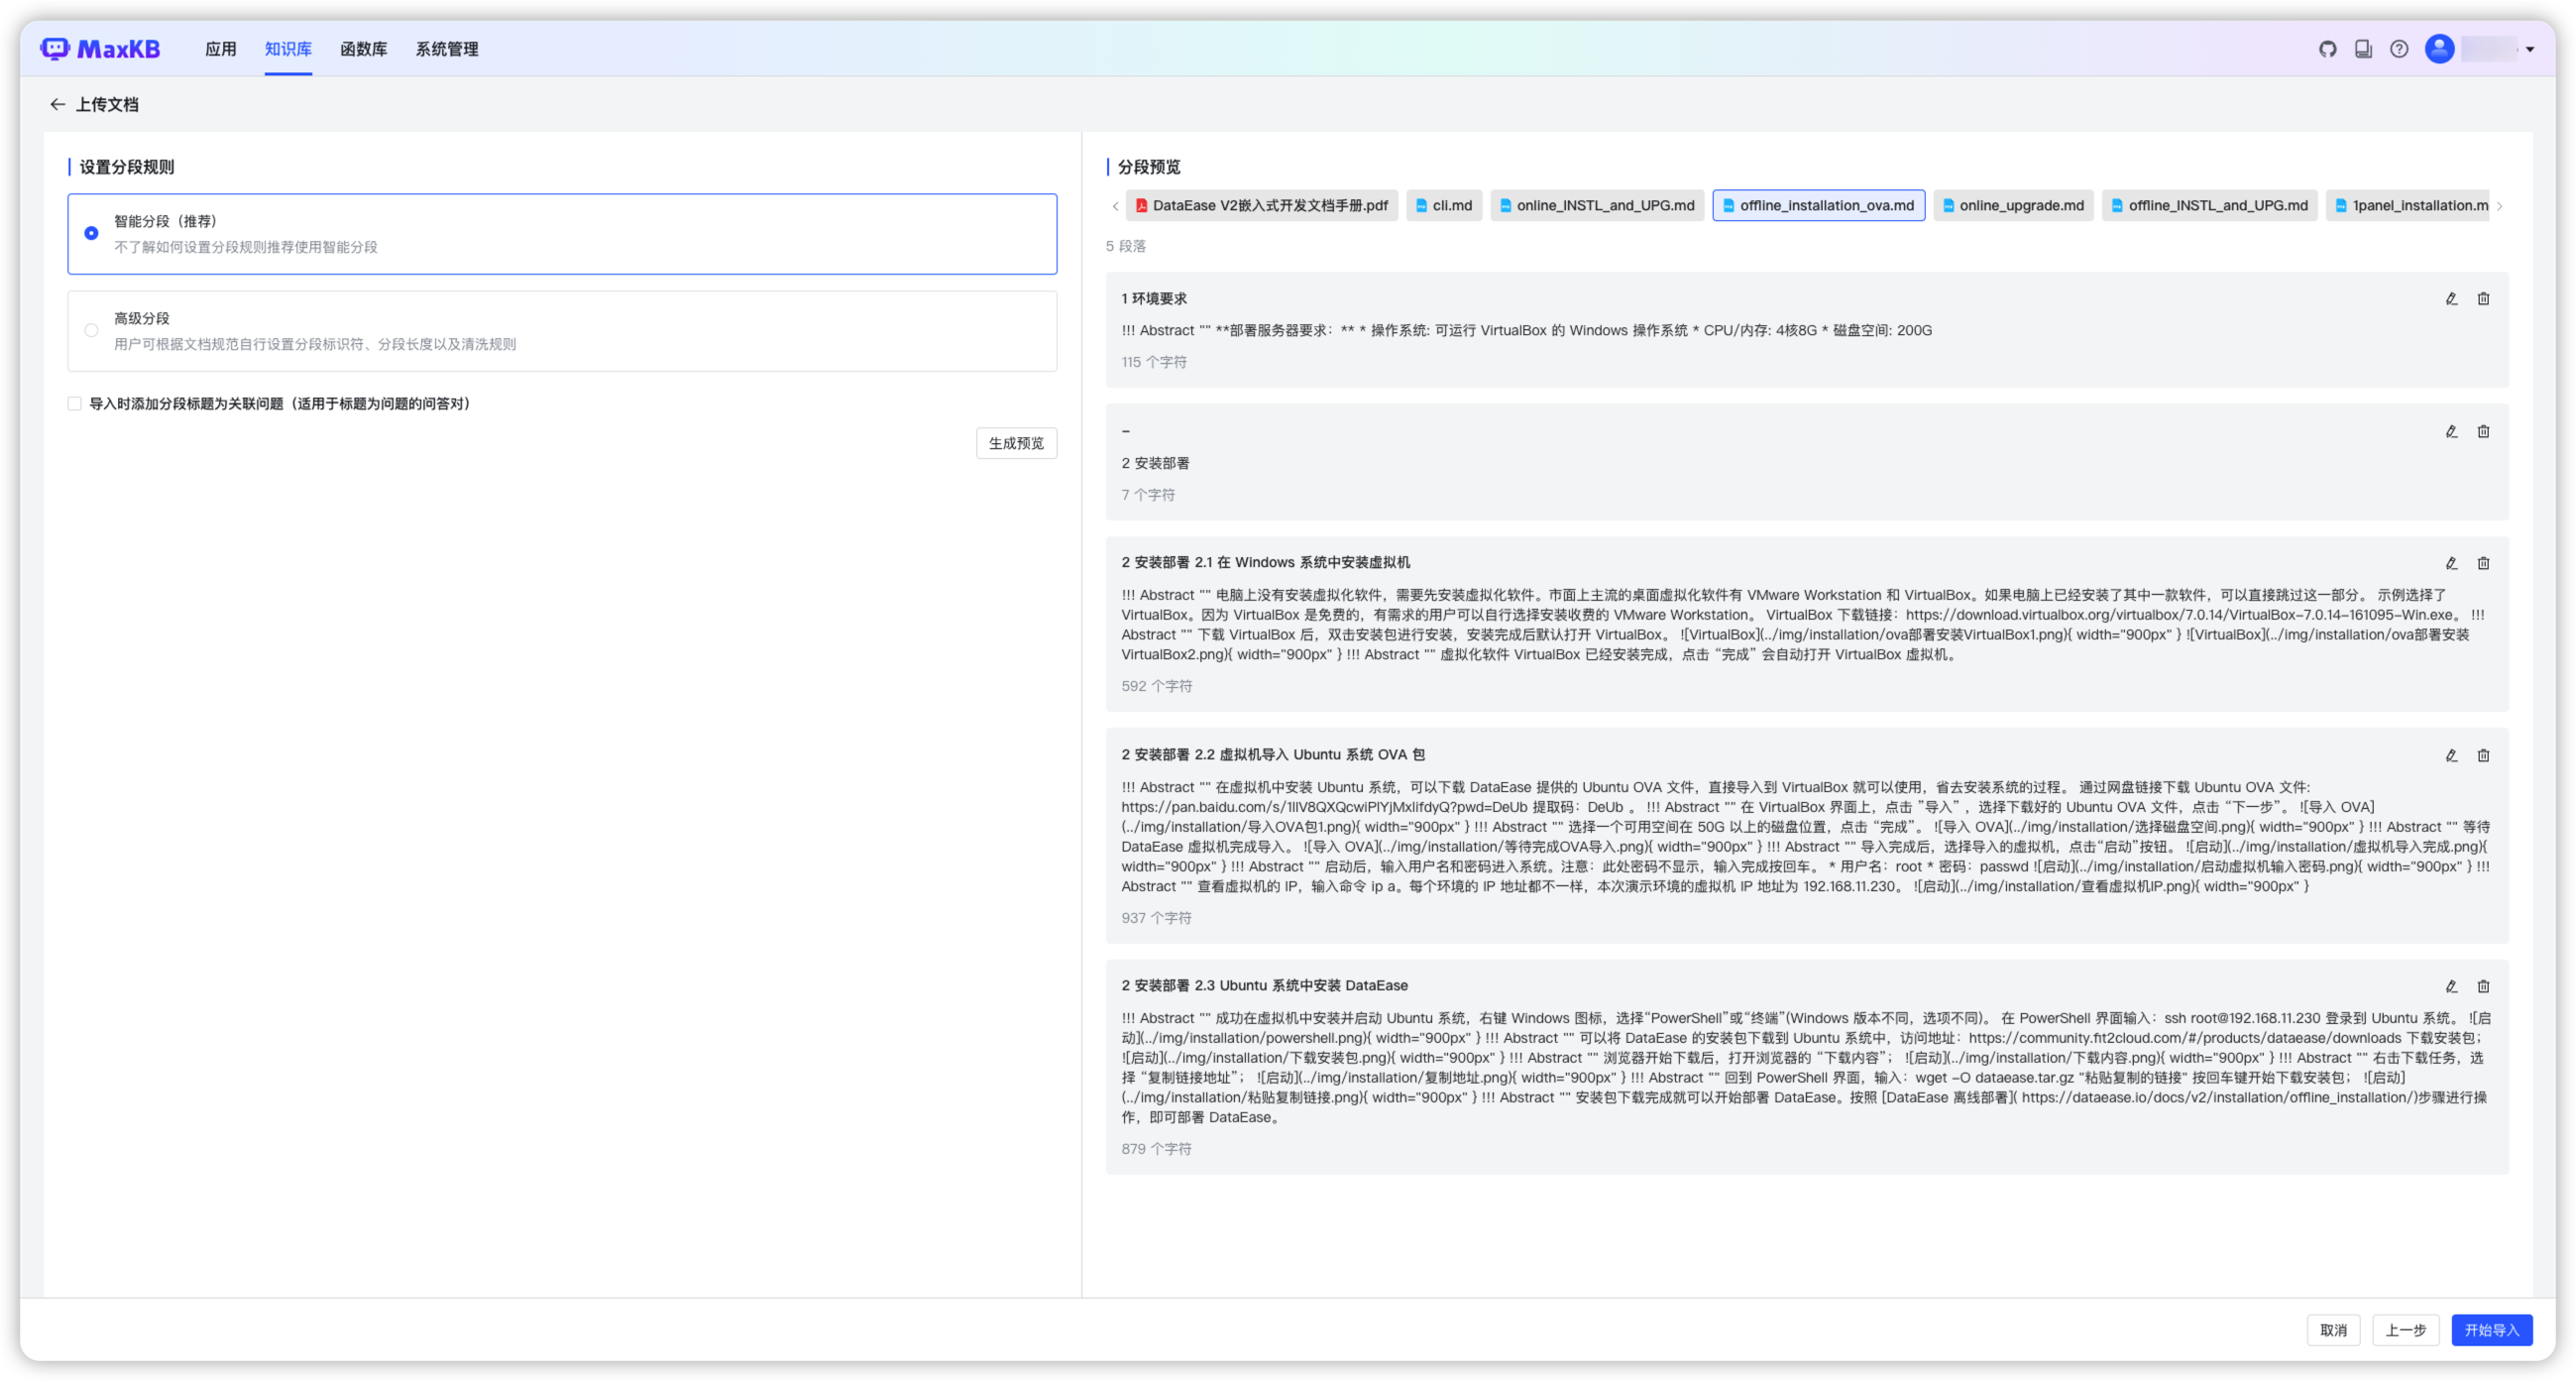 MaxKB 应用 知识库 函数库 系统管理
上传文档
设置分段规则
智能分段（推荐）
不了解如何设置分段规则推荐使用智能分段
高级分段
用户可根据文档规范自行设置分段标识符、分段长度以及清洗规则
导入时添加分段标题为关联问题（适用于标题为问题的问答对）
生成预览
分段预览
DataEase V2嵌入式开发文档手册.pdf cli.md online_INSTL_and_UPG.md offline_installation_ova.md online_upgrade.md offline_INSTL_and_UPG.md 1panel_installation.m
5 段落
1 环境要求
!!! Abstract "" **部署服务器要求：** * 操作系统: 可运行 VirtualBox 的 Windows 操作系统 * CPU/内存: 4核8G * 磁盘空间: 200G
115 个字符
-
2 安装部署
7 个字符
2 安装部署 2.1 在 Windows 系统中安装虚拟机
!!! Abstract "" 电脑上没有安装虚拟化软件，需要先安装虚拟化软件。市面上主流的桌面虚拟化软件有 VMware Workstation 和 VirtualBox。如果电脑上已经安装了其中一款软件，可以直接跳过这一部分。 示例选择了
VirtualBox。因为 VirtualBox 是免费的，有需求的用户可以自行选择安装收费的 VMware Workstation。 VirtualBox 下载链接：https://download.virtualbox.org/virtualbox/7.0.14/VirtualBox-7.0.14-161095-Win.exe。 !!!
Abstract "" 下载 VirtualBox 后，双击安装包进行安装，安装完成后默认打开 VirtualBox。 ![VirtualBox](../img/installation/ova部署安装VirtualBox1.png){ width="900px" } ![VirtualBox](../img/installation/ova部署安装
VirtualBox2.png){ width="900px" } !!! Abstract "" 虚拟化软件 VirtualBox 已经安装完成，点击 “完成” 会自动打开 VirtualBox 虚拟机。
592 个字符
2 安装部署 2.2 虚拟机导入 Ubuntu 系统 OVA 包
!!! Abstract "" 在虚拟机中安装 Ubuntu 系统，可以下载 DataEase 提供的 Ubuntu OVA 文件，直接导入到 VirtualBox 就可以使用，省去安装系统的过程。 通过网盘链接下载 Ubuntu OVA 文件:
提取码：DeUb 。 !!! Abstract "" 在 VirtualBox 界面上，点击 ”导入” ，选择下载好的 Ubuntu OVA 文件，点击 “下一步”。 ![导入 OVA]
(../img/installation/导入OVA包1.png){ width="900px" } !!! Abstract "" 选择一个可用空间在 50G 以上的磁盘位置，点击 “完成”。 ![导入 OVA](../img/installation/选择磁盘空间.png){ width="900px" } !!! Abstract "" 等待
DataEase 虚拟机完成导入。 ![导入 OVA](../img/installation/等待完成OVA导入.png){ width="900px" } !!! Abstract "" 导入完成后，选择导入的虚拟机，点击“启动”按钮。 ![启动](../img/installation/虚拟机导入完成.png){
width="900px" } !!! Abstract "" 启动后，输入用户名和密码进入系统。注意：此处密码不显示，输入完成按回车。 * 用户名：root * 密码：passwd ![启动](../img/installation/启动虚拟机输入密码.png){ width="900px" } !!!
Abstract "" 查看虚拟机的 IP，输入命令 ip a。每个环境的 IP 地址都不一样，本次演示环境的虚拟机 IP 地址为 192.168.11.230。 ![启动](../img/installation/查看虚拟机IP.png){ width="900px" }
937 个字符
2 安装部署 2.3 Ubuntu 系统中安装 DataEase
!!! Abstract "" 成功在虚拟机中安装并启动 Ubuntu 系统，右键 Windows 图标，选择“PowerShell”或“终端”(Windows 版本不同，选项不同)。 在 PowerShell 界面输入：ssh root@192.168.11.230 登录到 Ubuntu 系统。 ![启
动](../img/installation/powershell.png){ width="900px" } !!! Abstract "" 可以将 DataEase 的安装包下载到 Ubuntu 系统中，访问地址：https://community.fit2cloud.com/#/products/dataease/downloads 下载安装包；
![启动](../img/installation/下载安装包.png){ width="900px" } !!! Abstract "" 浏览器开始下载后，打开浏览器的 “下载内容”； ![启动](../img/installation/下载内容.png){ width="900px" } !!! Abstract "" 右击下载任务，选
择 “复制链接地址”； ![启动](../img/installation/复制地址.png){ width="900px" } !!! Abstract "" 回到 PowerShell 界面，输入：wget -O dataease.tar.gz "粘贴复制的链接" 按回车键开始下载安装包； ![启动]
(../img/installation/粘贴复制链接.png){ width="900px" } !!! Abstract "" 安装包下载完成就可以开始部署 DataEase。按照 [DataEase 离线部署]( https://dataease.io/docs/v2/installation/offline_installation/)步骤进行操
作，即可部署 DataEase。
879 个字符
取消 上一步 开始导入